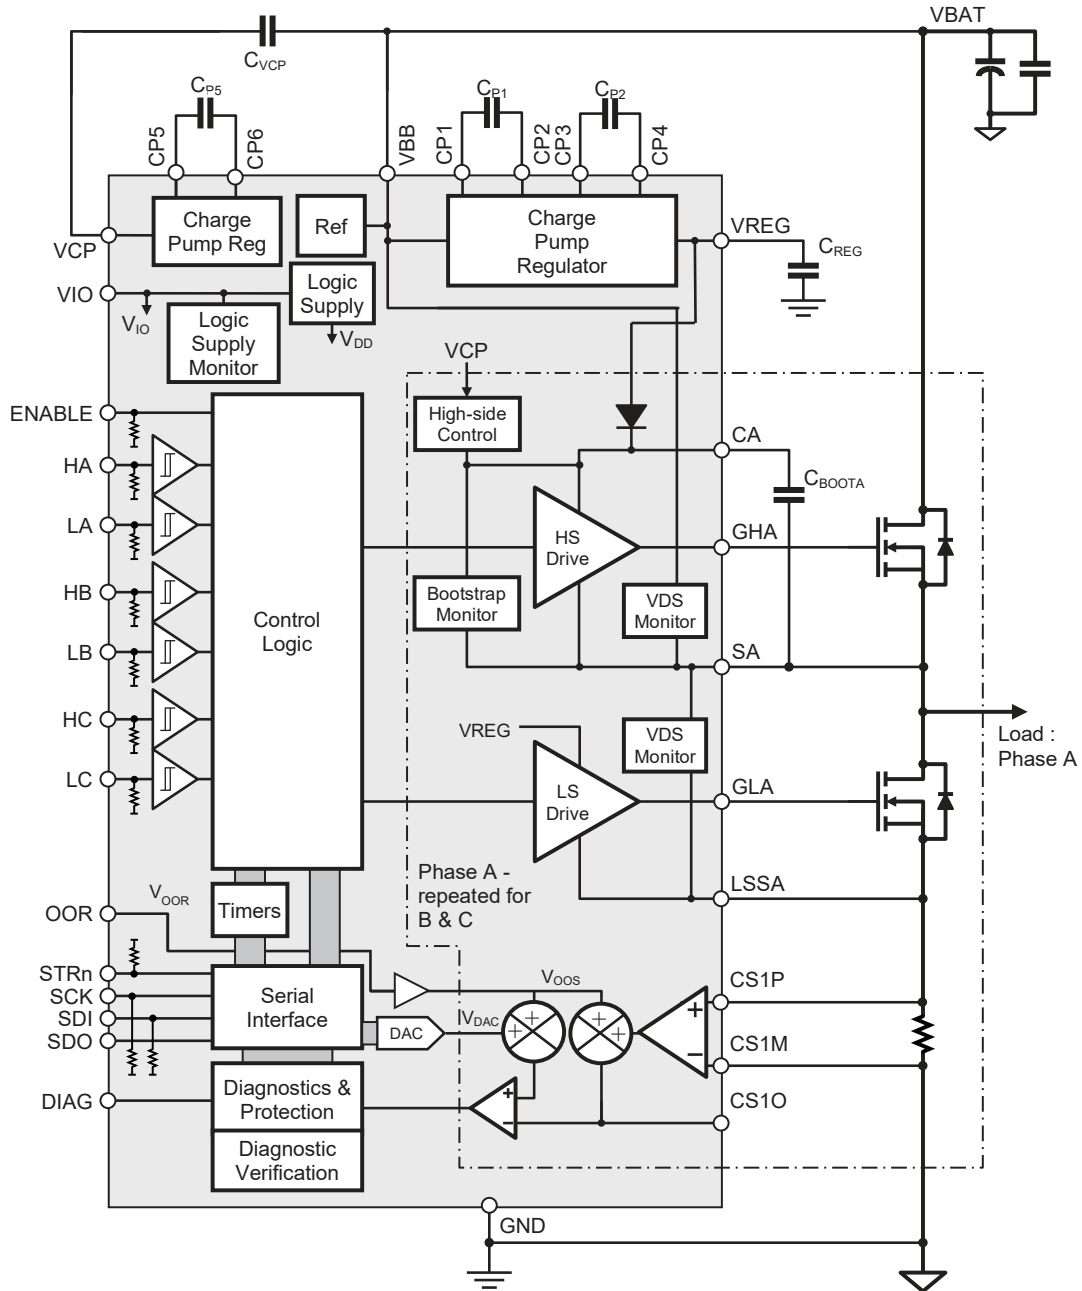 VBAT
CVCP
CP5
CP1
CP2
CP5
CP6
VBB
CP1
CP2
CP3
CP4
Charge
Pump Reg
Ref
Charge
Pump
Regulator
VREG
CREG
VCP
VIO
VIO
Logic
Supply
VDD
Logic
Supply
Monitor
VCP
ENABLE
High-side
Control
CA
HA
CBOOTA
LA
HS
Drive
GHA
HB
Bootstrap
Monitor
VDS
Monitor
Control
Logic
LB
SA
HC
VREG
VDS
Monitor
Load :
Phase A
LC
LS
Drive
GLA
Phase A -
repeated for
B & C
LSSA
VOOR
Timers
OOR
STRn
SCK
SDI
SDO
Serial
Interface
VOOS
CS1P
+
DAC
VDAC
+
+
+
+
−
CS1M
DIAG
Diagnostics &
Protection
+
−
CS1O
Diagnostic
Verification
GND